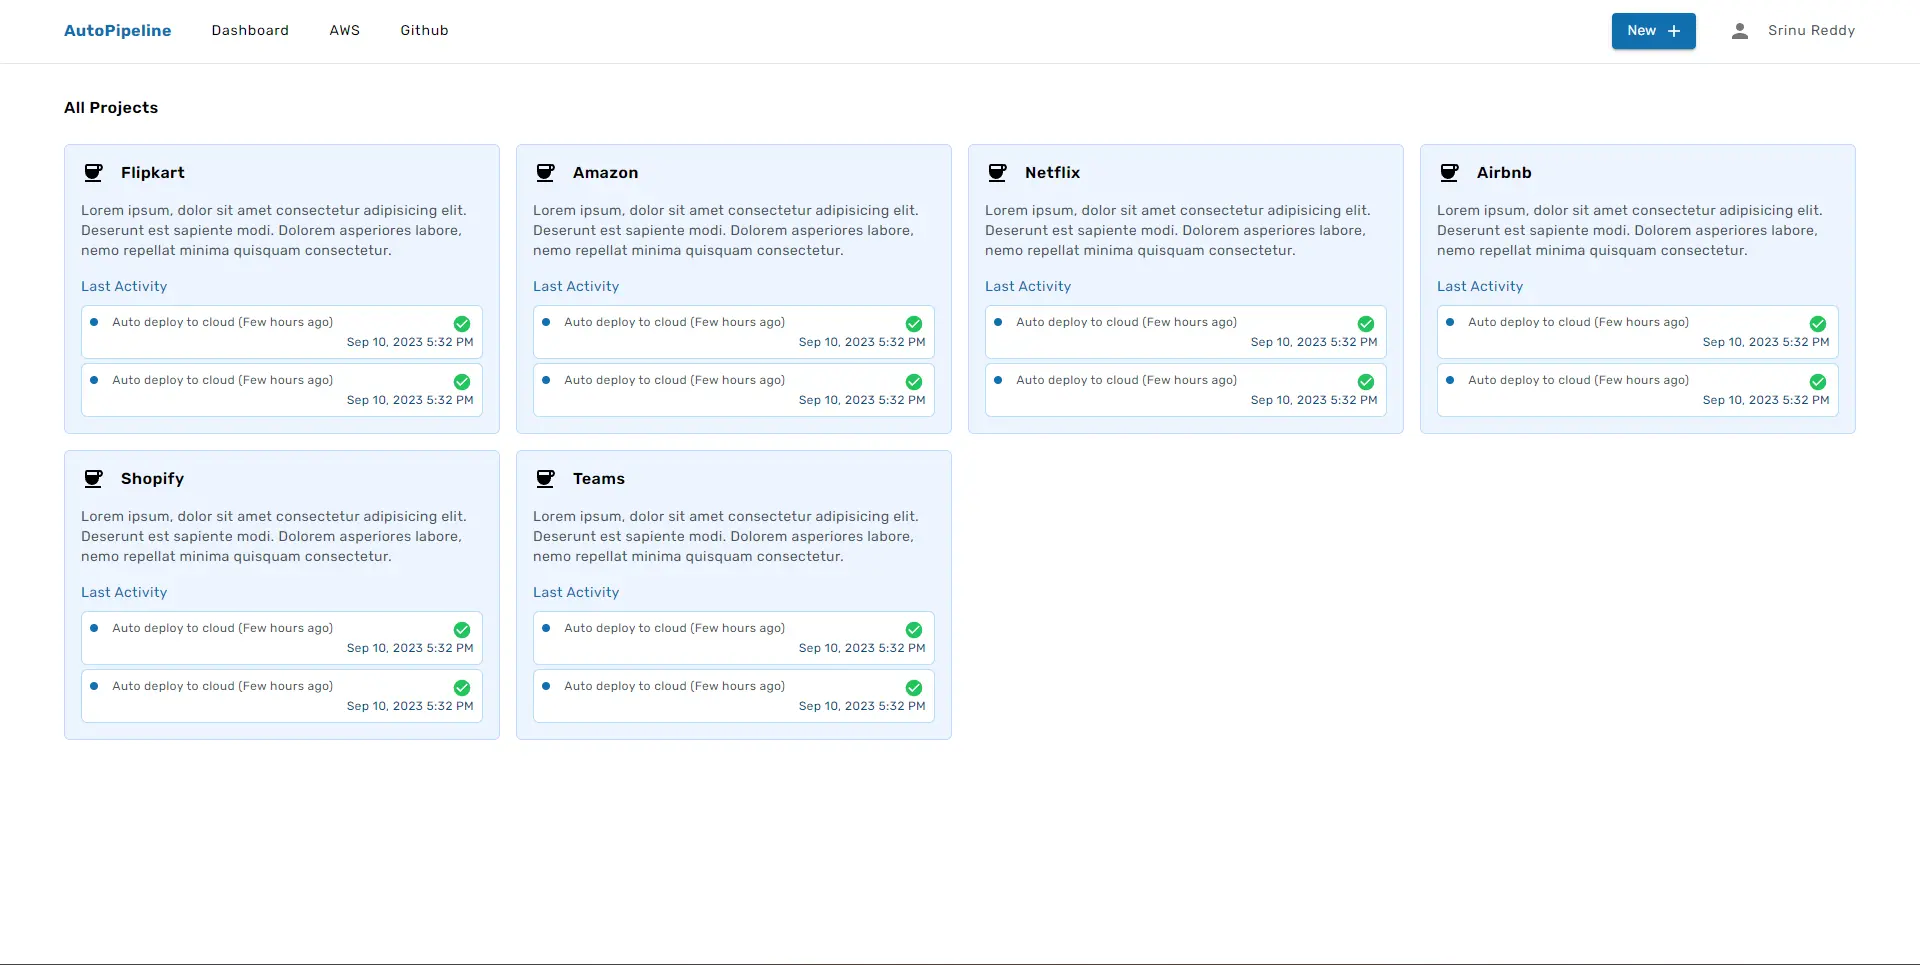 AutoPipeline Dashboard AWS Github New Srinu Reddy
All Projects
Flipkart
Lorem ipsum, dolor sit amet consectetur adipisicing elit.
Deserunt est sapiente modi. Dolorem asperiores labore,
nemo repellat minima quisquam consectetur.
Last Activity
Auto deploy to cloud (Few hours ago)
Sep 10, 2023 5:32 PM
Auto deploy to cloud (Few hours ago)
Sep 10, 2023 5:32 PM
Amazon
Lorem ipsum, dolor sit amet consectetur adipisicing elit.
Deserunt est sapiente modi. Dolorem asperiores labore,
nemo repellat minima quisquam consectetur.
Last Activity
Auto deploy to cloud (Few hours ago)
Sep 10, 2023 5:32 PM
Auto deploy to cloud (Few hours ago)
Sep 10, 2023 5:32 PM
Netflix
Lorem ipsum, dolor sit amet consectetur adipisicing elit.
Deserunt est sapiente modi. Dolorem asperiores labore,
nemo repellat minima quisquam consectetur.
Last Activity
Auto deploy to cloud (Few hours ago)
Sep 10, 2023 5:32 PM
Auto deploy to cloud (Few hours ago)
Sep 10, 2023 5:32 PM
Airbnb
Lorem ipsum, dolor sit amet consectetur adipisicing elit.
Deserunt est sapiente modi. Dolorem asperiores labore,
nemo repellat minima quisquam consectetur.
Last Activity
Auto deploy to cloud (Few hours ago)
Sep 10, 2023 5:32 PM
Auto deploy to cloud (Few hours ago)
Sep 10, 2023 5:32 PM
Shopify
Lorem ipsum, dolor sit amet consectetur adipisicing elit.
Deserunt est sapiente modi. Dolorem asperiores labore,
nemo repellat minima quisquam consectetur.
Last Activity
Auto deploy to cloud (Few hours ago)
Sep 10, 2023 5:32 PM
Auto deploy to cloud (Few hours ago)
Sep 10, 2023 5:32 PM
Teams
Lorem ipsum, dolor sit amet consectetur adipisicing elit.
Deserunt est sapiente modi. Dolorem asperiores labore,
nemo repellat minima quisquam consectetur.
Last Activity
Auto deploy to cloud (Few hours ago)
Sep 10, 2023 5:32 PM
Auto deploy to cloud (Few hours ago)
Sep 10, 2023 5:32 PM